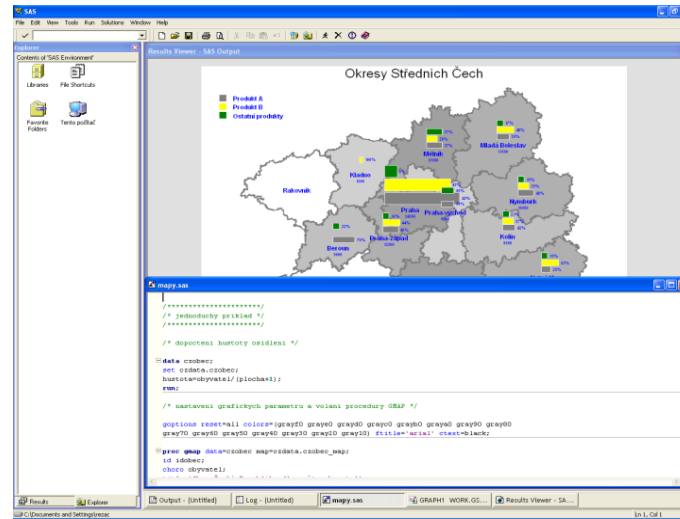 SAS
File Edit View Tools Run Solutions Window Help
Explorer
Contents of 'SAS Environment'
Libraries
File Shortcuts
Favorite Folders
Tento počítač
Results Viewer - SAS Output
Okresy Středních Čech
Produkt A
Produkt B
Ostatní produkty
Mělník
Mladá Boleslav
Kladno
Rakovník
Nymburk
Praha
Praha-východ
Praha-západ
Beroun
Kolín
mapy.sas
/**********************/
/* jednoduchy priklad */
/**********************/
/* dopocteni hustoty osidleni */
data czobec;
set czdata.czobec;
hustota=obyvatel/(plocha+1);
run;
/* nastaveni grafickych parametru a volani procedury GMAP */
goptions reset=all colors=(grayf0 graye0 grayd0 grayc0 grayb0 graya0 gray90 gray80
gray70 gray60 gray50 gray40 gray30 gray20 gray10) ftitle='arial' ctext=black;
proc gmap data=czobec map=czdata.czobec_map;
id idobec;
choro obyvatel;
Results
Explorer
Output - (Untitled)
Log - (Untitled)
mapy.sas
GRAPH1 WORK.GS...
Results Viewer - SA...
C:\Documents and Settings\rezac
Ln 1, Col 1